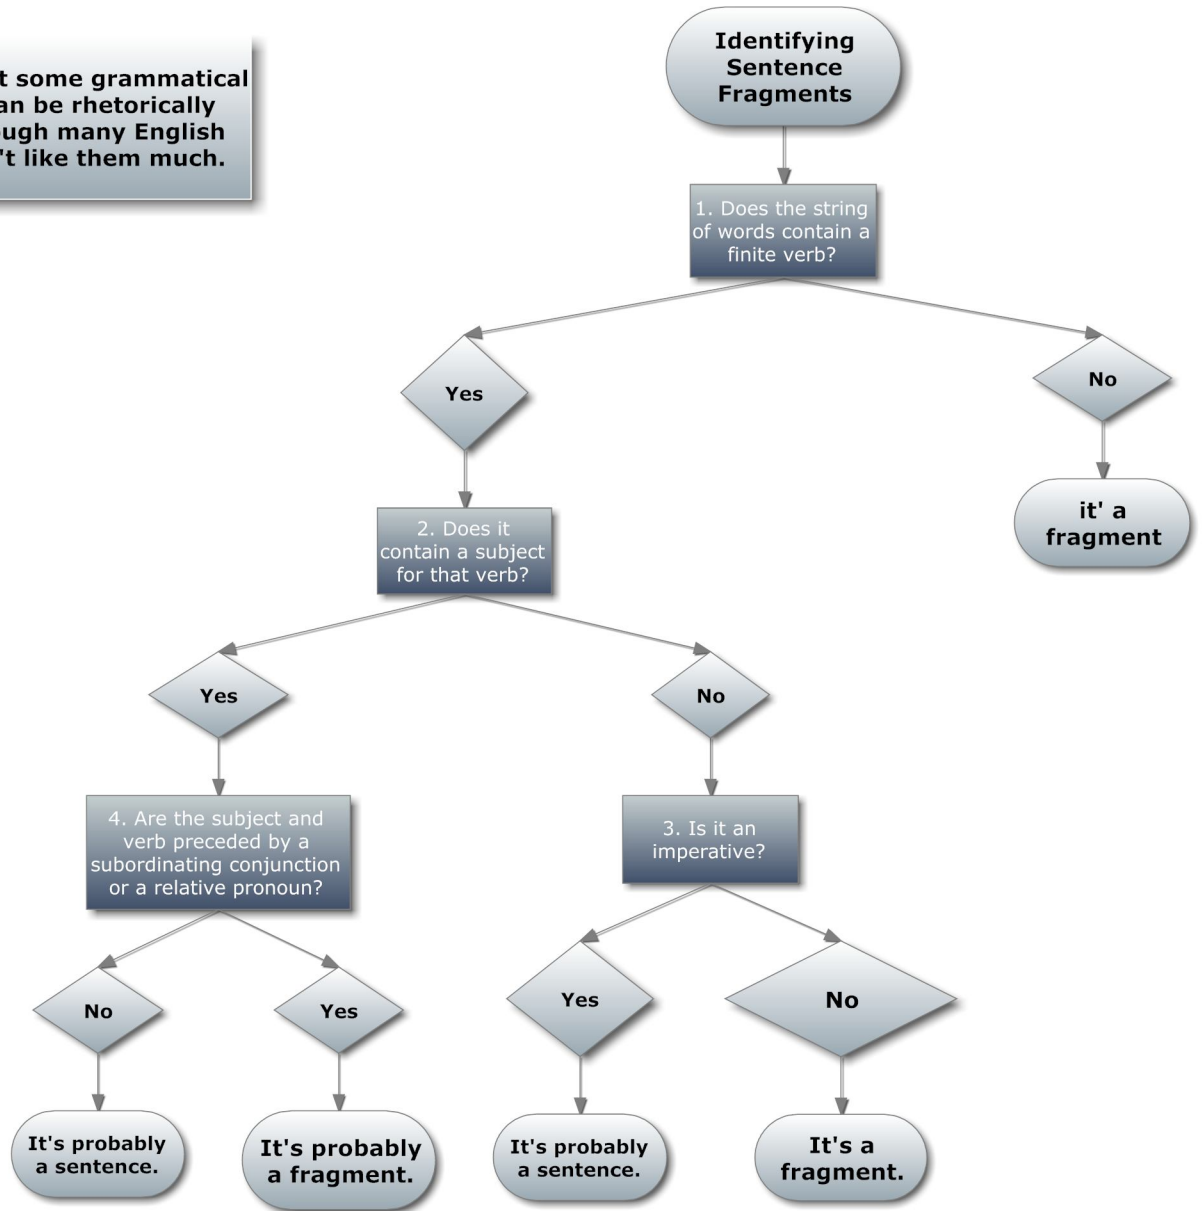 t some grammatical
an be rhetorically
ugh many English
't like them much.
Identifying
Sentence
Fragments
1. Does the string
of words contain a
finite verb?
Yes
No
it' a
fragment
2. Does it
contain a subject
for that verb?
Yes
No
4. Are the subject and
verb preceded by a
subordinating conjunction
or a relative pronoun?
3. Is it an
imperative?
No
Yes
Yes
No
It's probably
a sentence.
It's probably
a fragment.
It's probably
a sentence.
It's a
fragment.